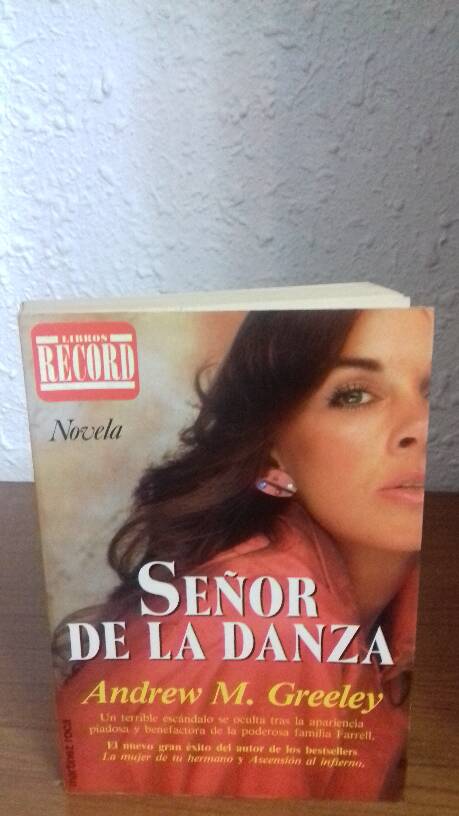 LIBROS
RECORD
Novela
SEÑOR
DE LA DANZA
Andrew M. Greeley
Un terrible escándalo se oculta tras la apariencia
piadosa y benefactora de la poderosa familia Farrell.
El nuevo gran éxito del autor de los bestsellers
La mujer de tu hermano y Ascensión al infierno.
martínez roca